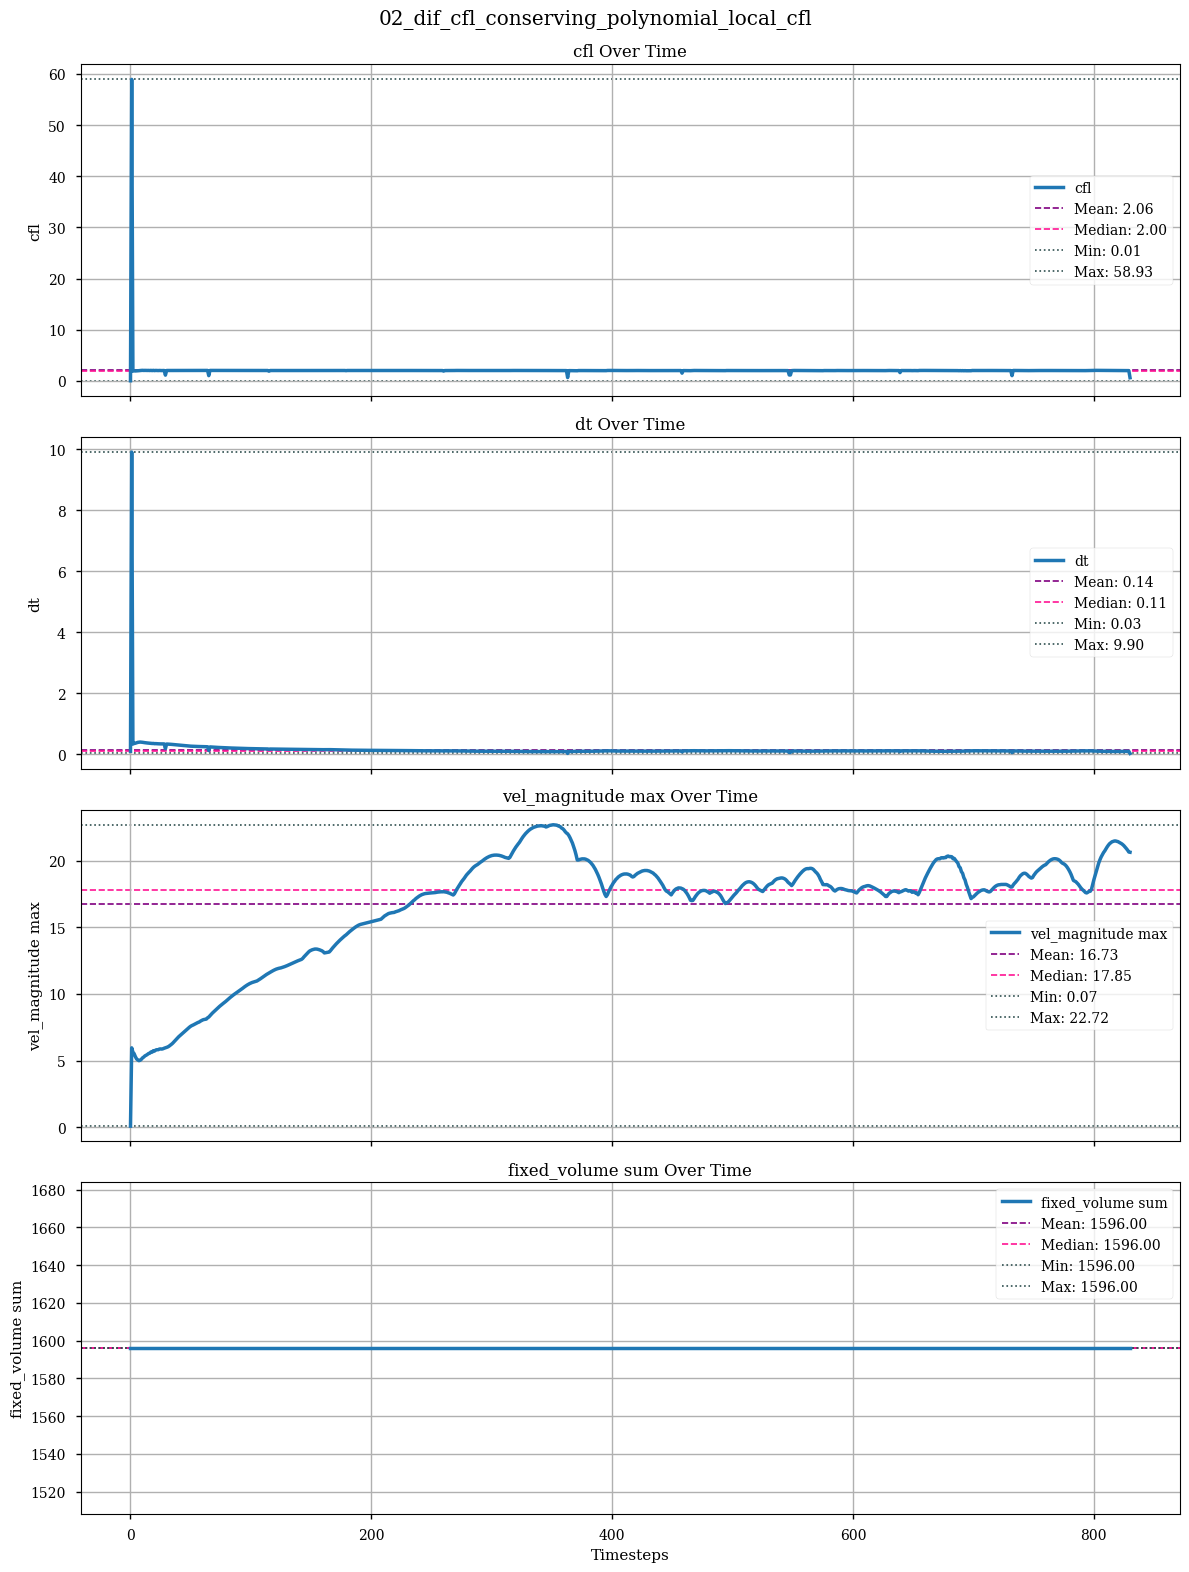 02_dif_cfl_conserving_polynomial_local_cfl
cfl Over Time
60
50
40
30
20
10
0
cfl
cfl
Mean: 2.06
Median: 2.00
Min: 0.01
Max: 58.93
dt Over Time
10
8
6
4
2
0
dt
dt
Mean: 0.14
Median: 0.11
Min: 0.03
Max: 9.90
vel_magnitude max Over Time
20
15
10
5
0
vel_magnitude max
vel_magnitude max
Mean: 16.73
Median: 17.85
Min: 0.07
Max: 22.72
fixed_volume sum Over Time
1680
1660
1640
1620
1600
1580
1560
1540
1520
fixed_volume sum
fixed_volume sum
Mean: 1596.00
Median: 1596.00
Min: 1596.00
Max: 1596.00
0 200 400 600 800
Timesteps